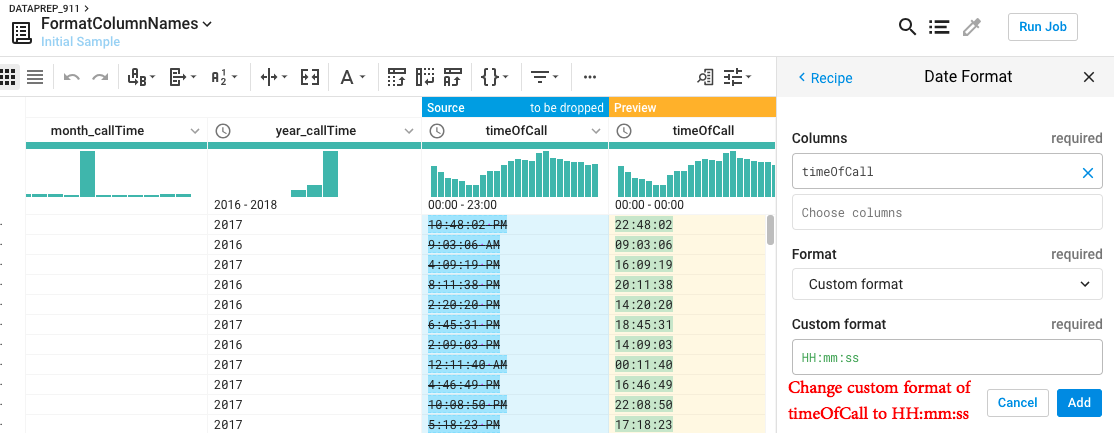 DATAPREP_911 >
FormatColumnNames
Initial Sample
Run Job
A
{}
...
Recipe
Date Format
Source to be dropped Preview
month_callTime year_callTime timeOfCall timeOfCall
2016 - 2018 00:00 - 23:00 00:00 - 00:00
2017 10:48:02 PM 22:48:02
2016 9:03:06 AM 09:03:06
2017 4:09:19 PM 16:09:19
2016 8:11:38 PM 20:11:38
2016 2:20:20 PM 14:20:20
2017 6:45:31 PM 18:45:31
2016 2:09:03 PM 14:09:03
2017 12:11:40 AM 00:11:40
2017 4:46:49 PM 16:46:49
2017 10:08:50 PM 22:08:50
2017 5:18:23 PM 17:18:23
Columns required
timeOfCall
Choose columns
Format required
Custom format
Custom format required
HH:mm:ss
Change custom format of
timeOfCall to HH:mm:ss
Cancel Add